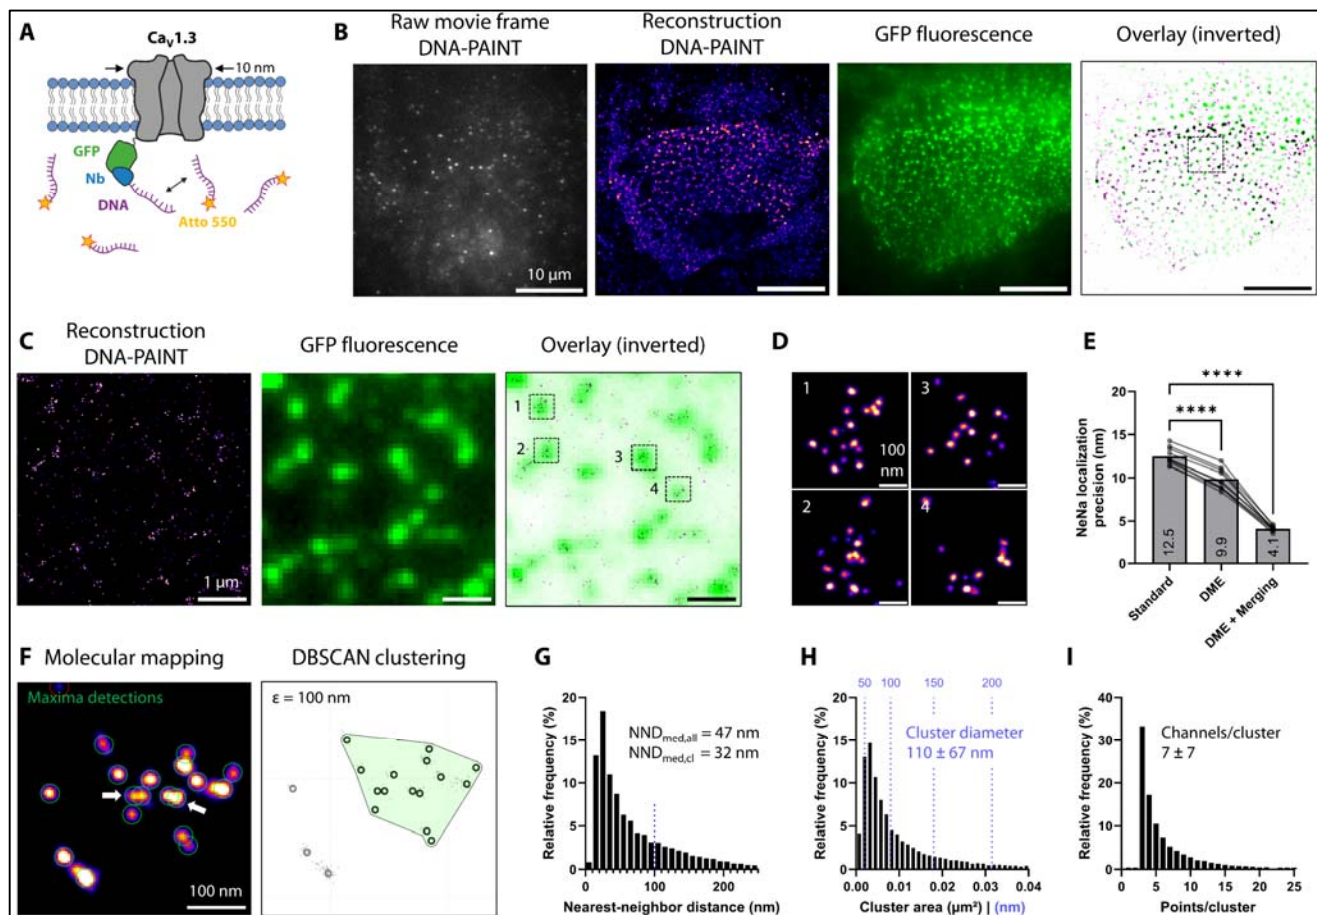 A
Ca_V1.3
10 nm
GFP
Nb
DNA
Atto 550
B
Raw movie frame
DNA-PAINT
Reconstruction
DNA-PAINT
GFP fluorescence
Overlay (inverted)
10 µm
C
Reconstruction
DNA-PAINT
GFP fluorescence
Overlay (inverted)
1 µm
1
2
3
4
D
1
3
100
nm
2
4
E
****
****
NeNa localization
precision (nm)
20
15
10
5
0
12.5
9.9
4.1
Standard
DME
DME + Merging
F
Molecular mapping
DBSCAN clustering
Maxima detections
ε = 100 nm
100 nm
G
Relative frequency (%)
20
15
10
5
0
NND_med,all = 47 nm
NND_med,cl = 32 nm
0
100
200
Nearest-neighbor distance (nm)
H
50
100
150
200
Relative frequency (%)
20
15
10
5
0
Cluster diameter
110 ± 67 nm
0.00
0.01
0.02
0.03
0.04
Cluster area (µm²) | (nm)
I
Relative frequency (%)
40
30
20
10
0
Channels/cluster
7 ± 7
0
5
10
15
20
25
Points/cluster